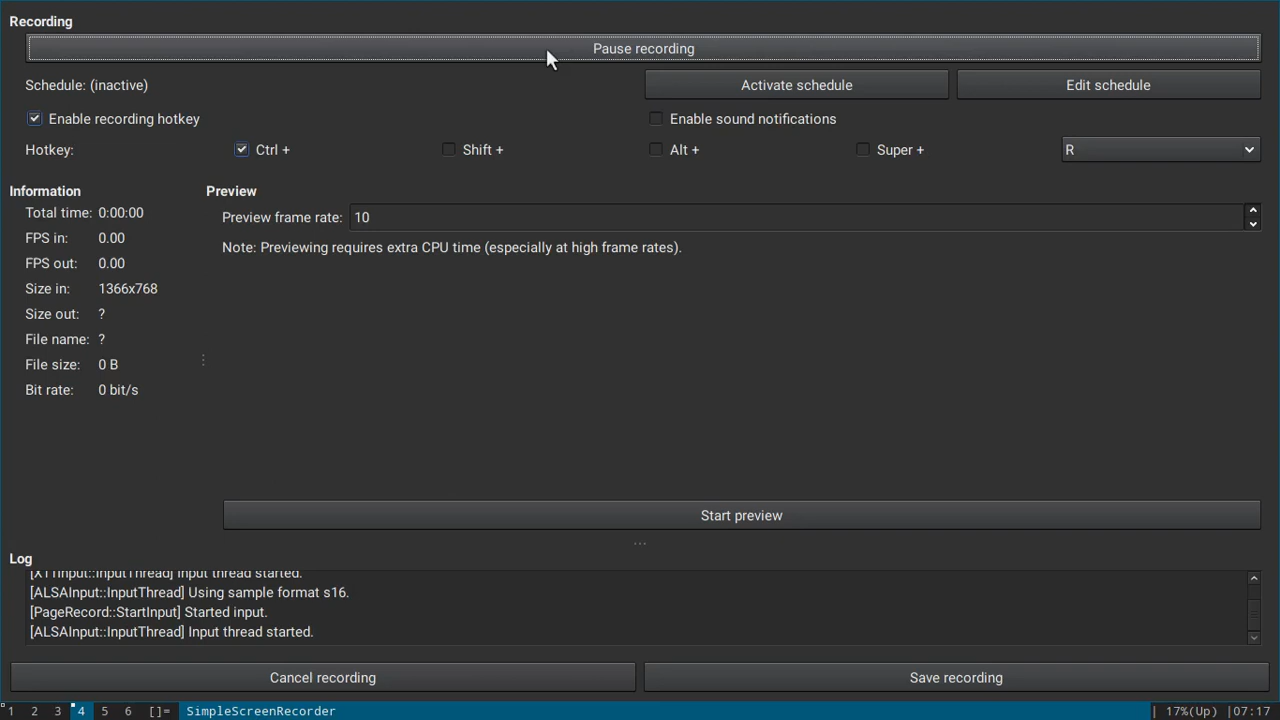 Recording
Pause recording
Schedule: (inactive)
Activate schedule
Edit schedule
Enable recording hotkey
Enable sound notifications
Hotkey:
Ctrl +
Shift +
Alt +
Super +
R
Information
Preview
Total time: 0:00:00
Preview frame rate: 10
FPS in: 0.00
Note: Previewing requires extra CPU time (especially at high frame rates).
FPS out: 0.00
Size in: 1366x768
Size out: ?
File name: ?
File size: 0 B
Bit rate: 0 bit/s
Start preview
Log
[X11Input::InputThread] Input thread started.
[ALSAInput::InputThread] Using sample format s16.
[PageRecord::StartInput] Started input.
[ALSAInput::InputThread] Input thread started.
Cancel recording
Save recording
1 2 3 4 5 6 []= SimpleScreenRecorder | 17%(Up) |07:17